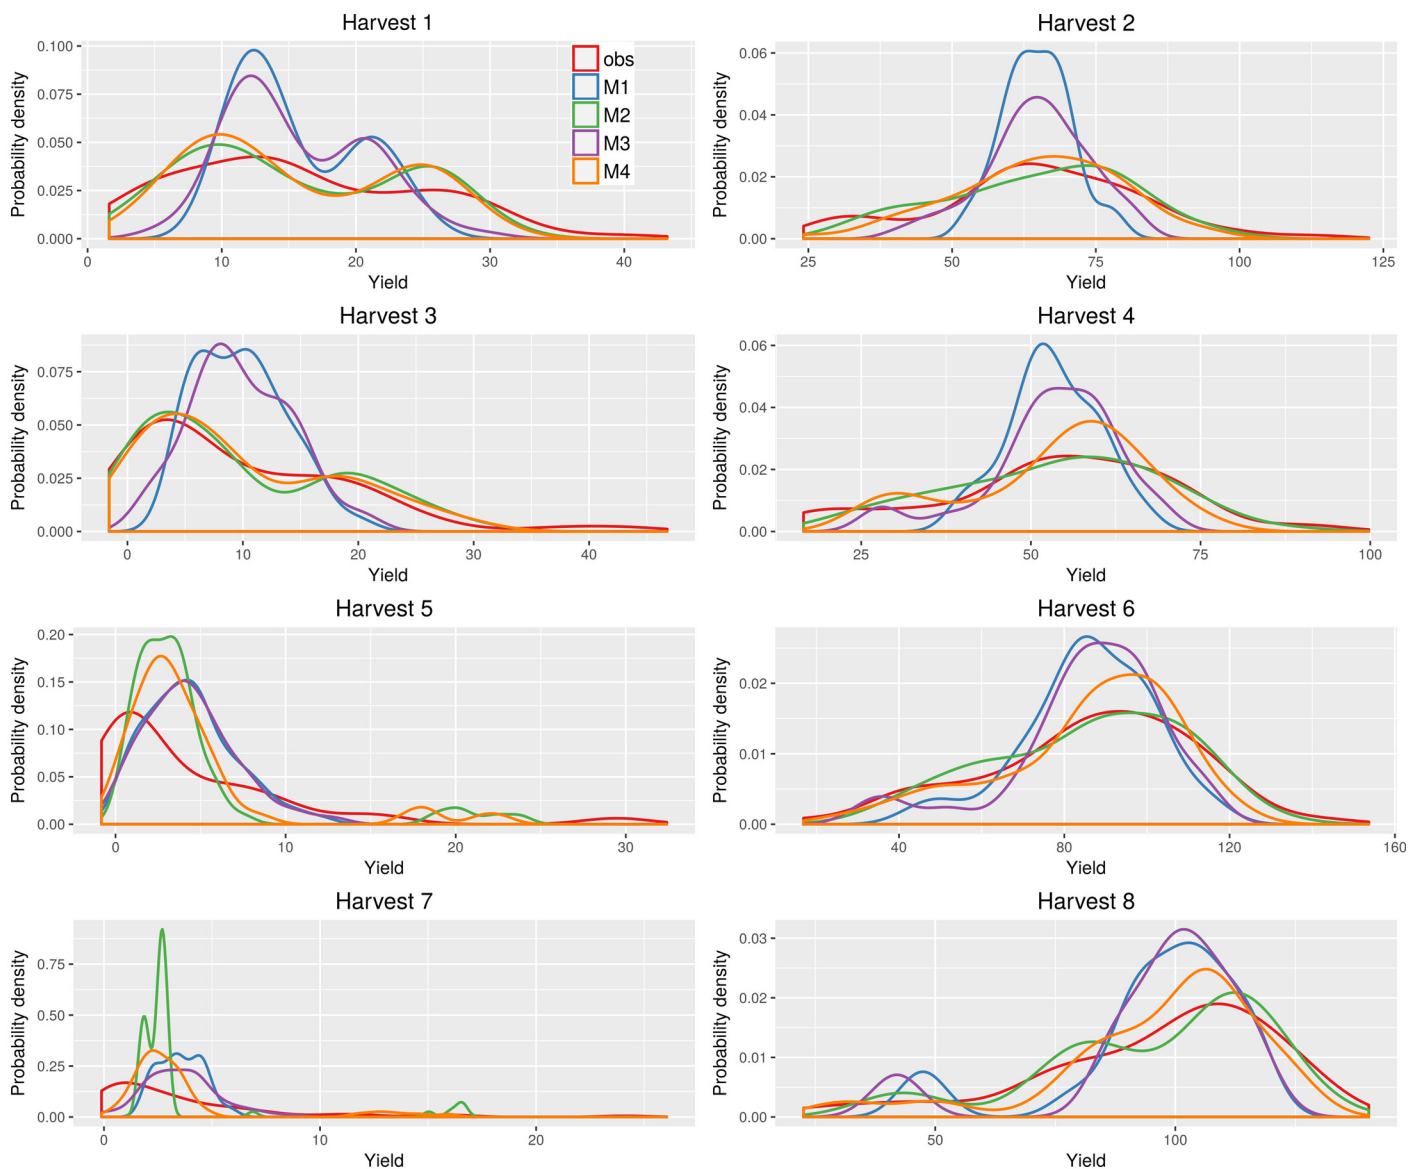 Harvest 1
Probability density
0.100
0.075
0.050
0.025
0.000
0
10
20
30
40
Yield
obs
M1
M2
M3
M4
Harvest 2
Probability density
0.06
0.04
0.02
0.00
25
50
75
100
125
Yield
Harvest 3
Probability density
0.075
0.050
0.025
0.000
0
10
20
30
40
Yield
Harvest 4
Probability density
0.06
0.04
0.02
0.00
25
50
75
100
Yield
Harvest 5
Probability density
0.20
0.15
0.10
0.05
0.00
0
10
20
30
Yield
Harvest 6
Probability density
0.02
0.01
0.00
40
80
120
160
Yield
Harvest 7
Probability density
0.75
0.50
0.25
0.00
0
10
20
Yield
Harvest 8
Probability density
0.03
0.02
0.01
0.00
50
100
Yield